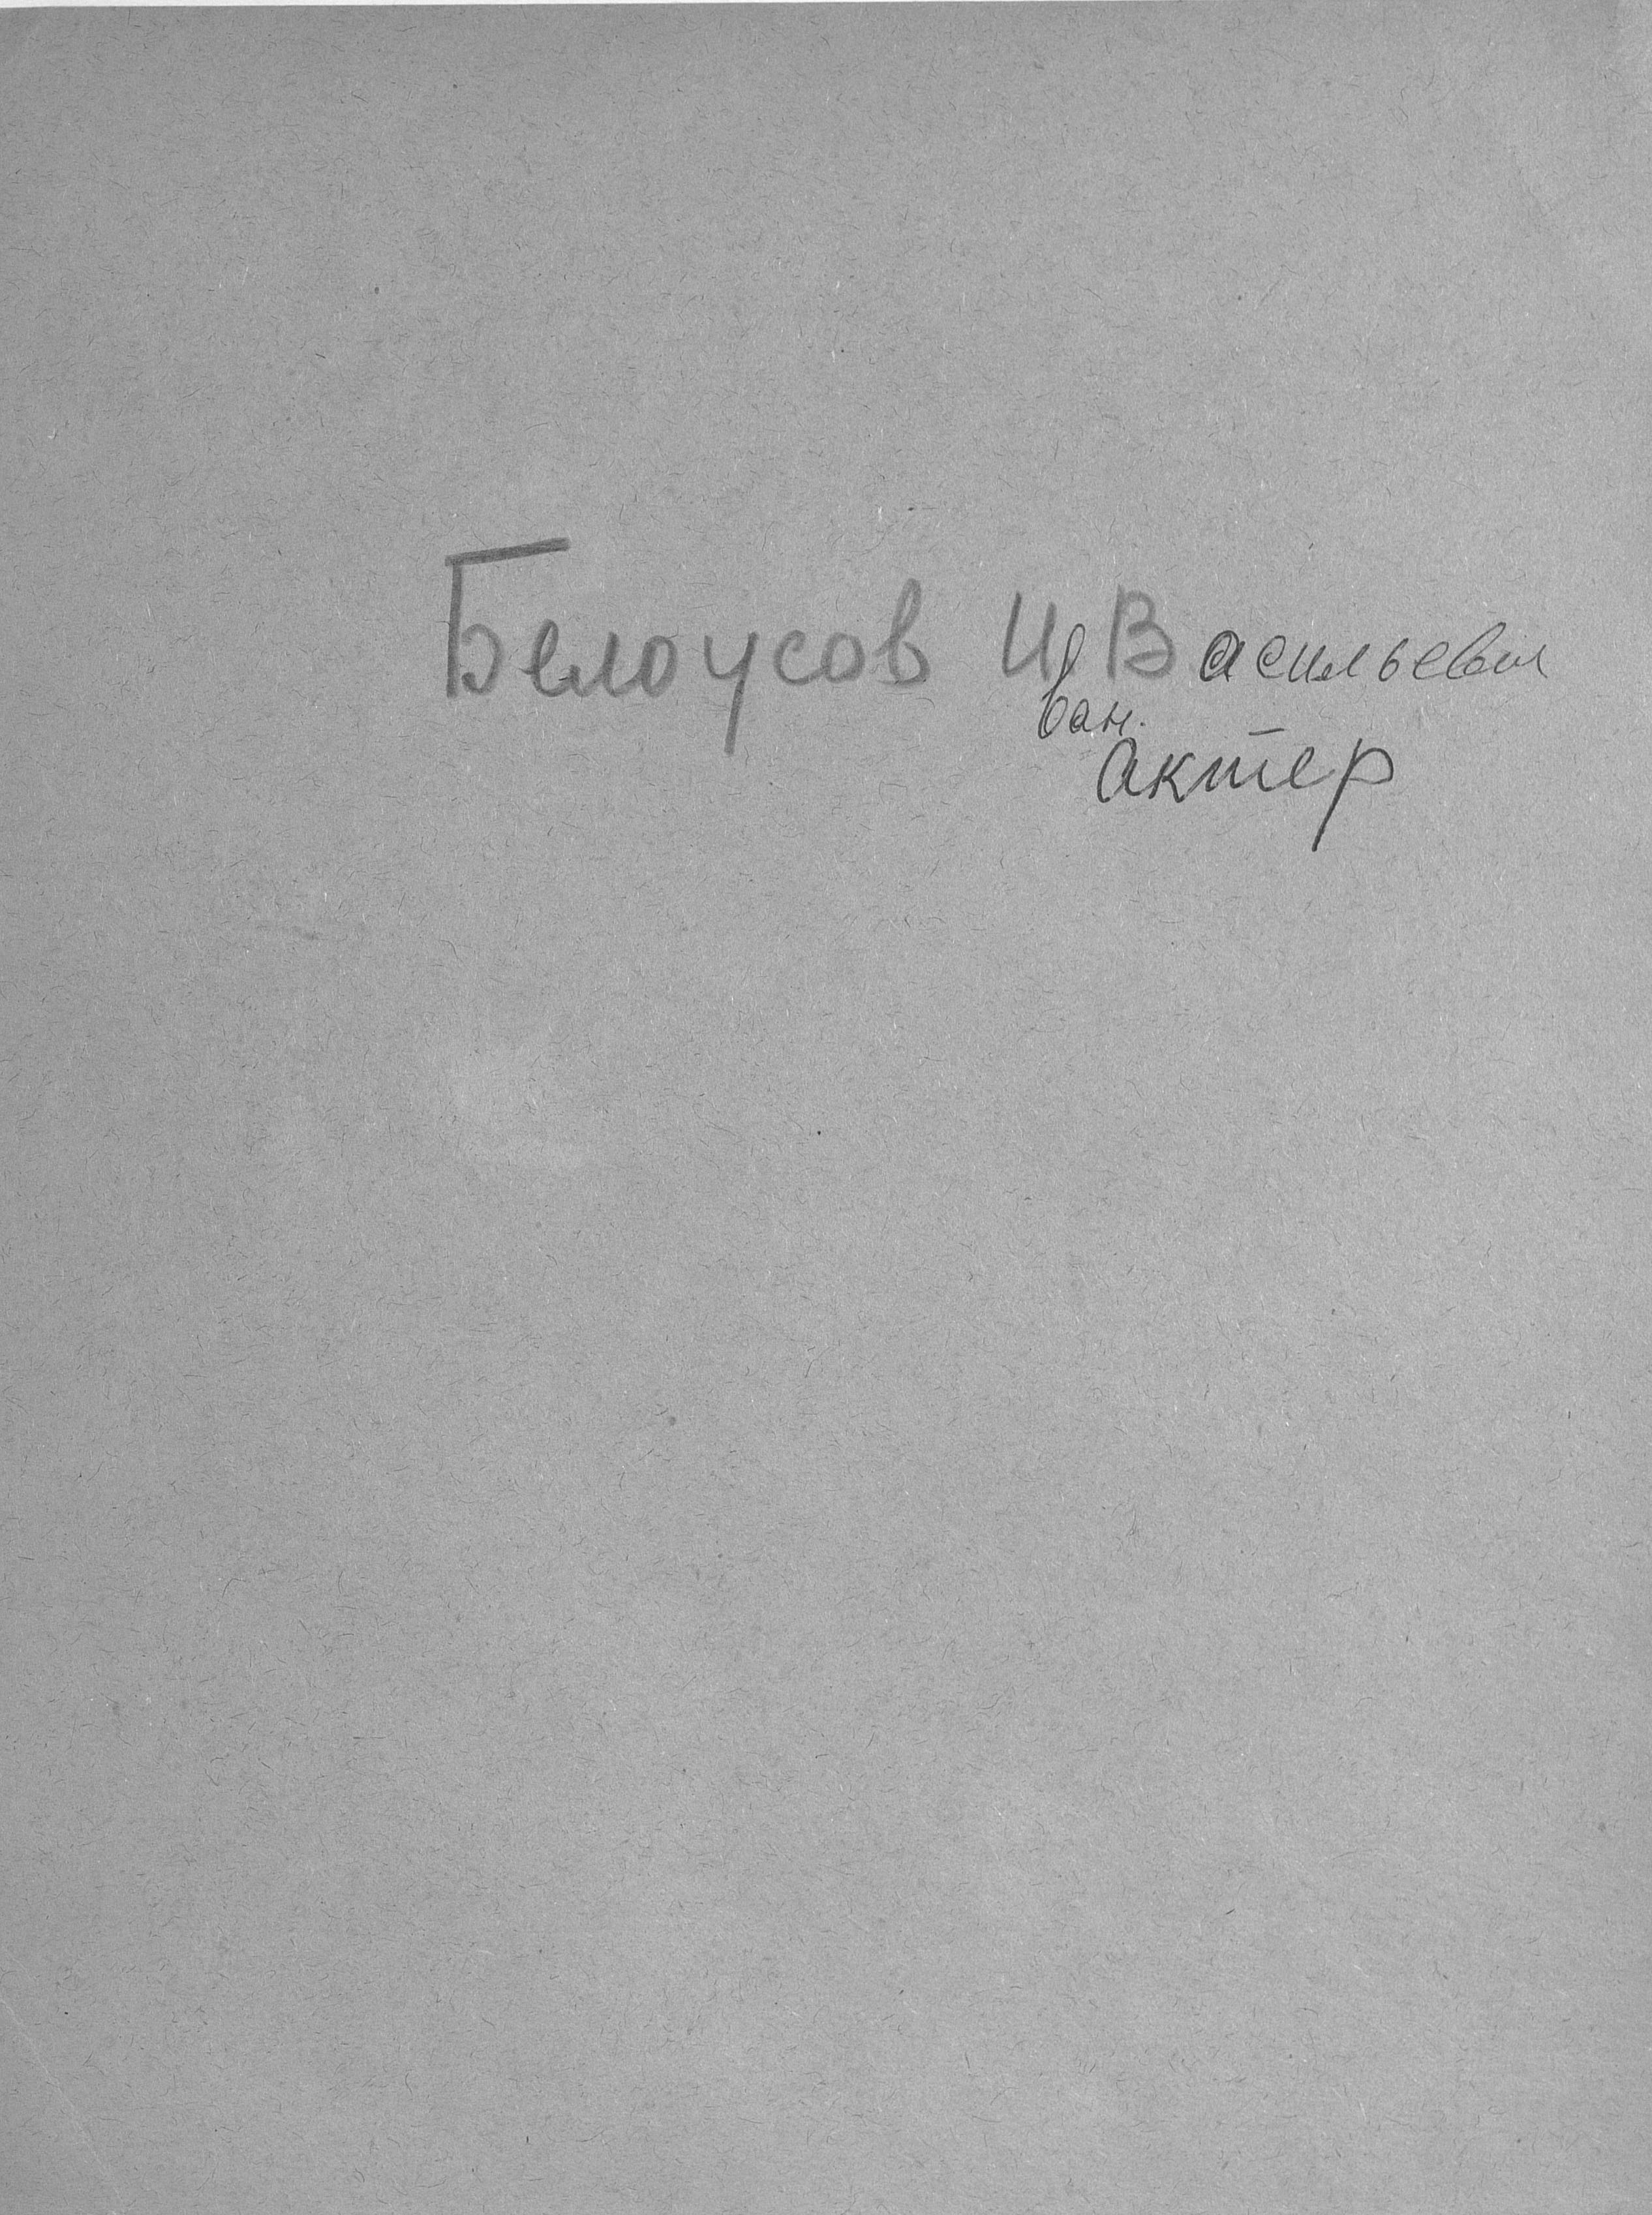 Белоусов И Васильевич
ван.
актер